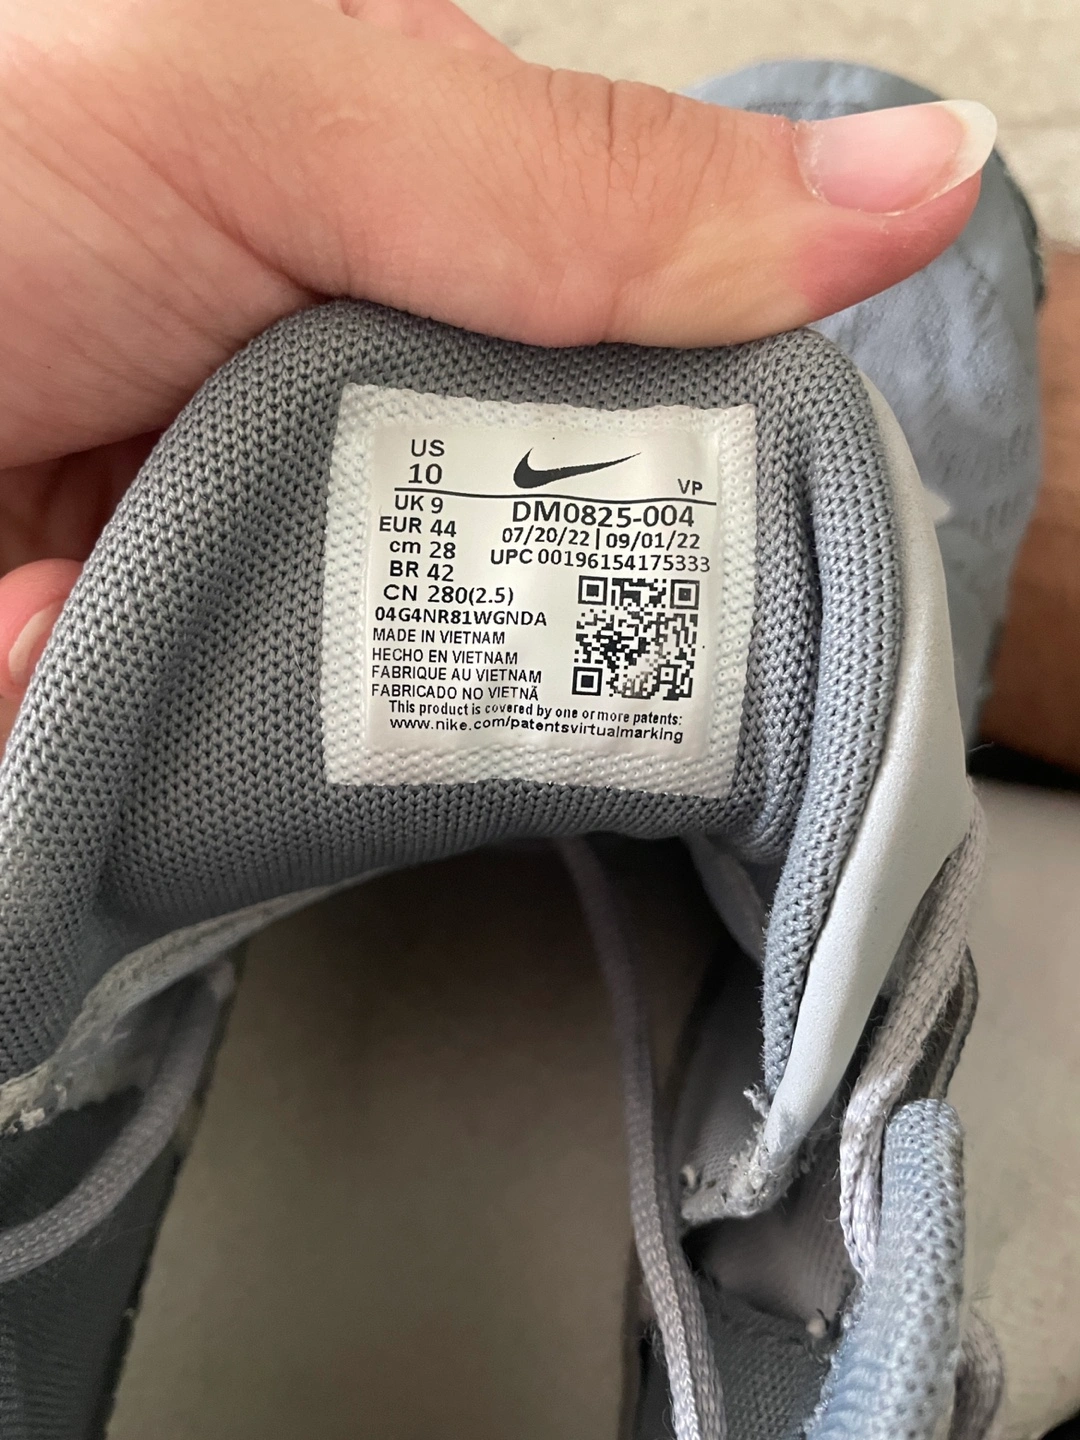 US
10
VP
UK 9
EUR 44
cm 28
BR 42
CN 280(2.5)
DM0825-004
07/20/22 | 09/01/22
UPC 00196154175333
04G4NR81WGNDA
MADE IN VIETNAM
HECHO EN VIETNAM
FABRIQUE AU VIETNAM
FABRICADO NO VIETNÃ
This product is covered by one or more patents:
www.nike.com/patentsvirtualmarking